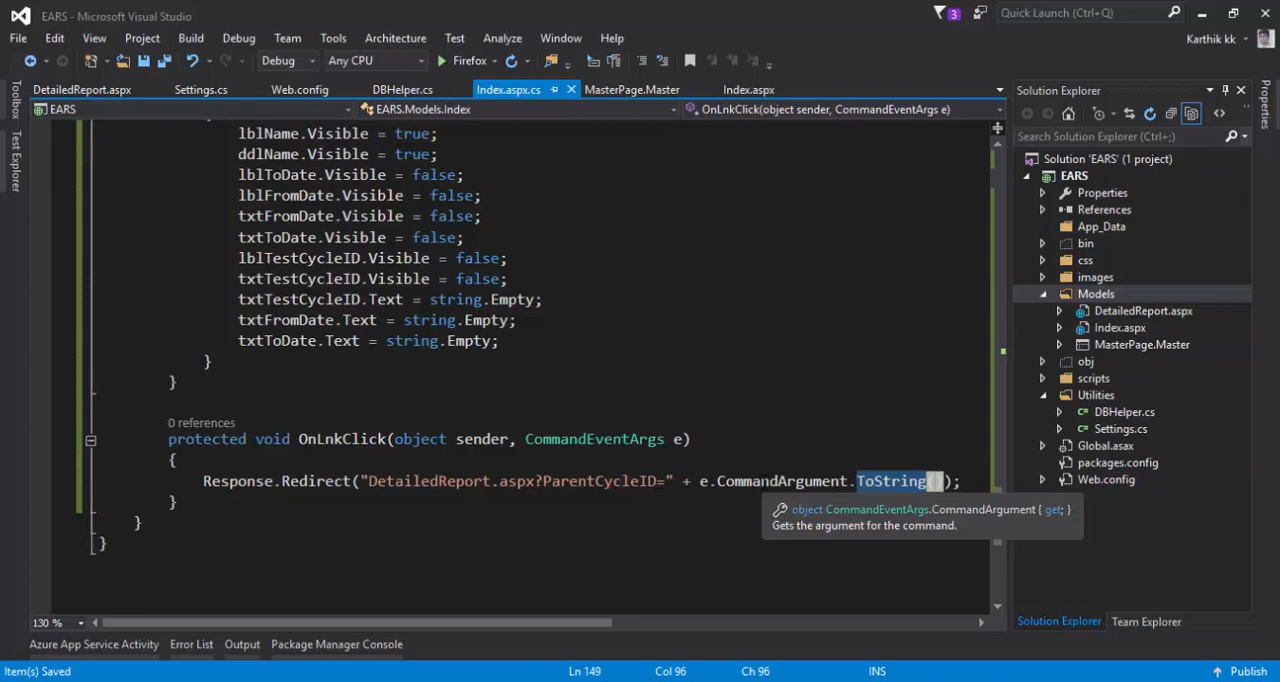 EARS - Microsoft Visual Studio
3
Quick Launch (Ctrl+Q)
File Edit View Project Build Debug Team Tools Architecture Test Analyze Window Help
Karthik kk
Debug Any CPU Firefox
DetailedReport.aspx Settings.cs Web.config DBHelper.cs Index.aspx.cs MasterPage.Master Index.aspx
EARS EARS.Models.Index OnLnkClick(object sender, CommandEventArgs e)
Toolbox
Test Explorer
lblName.Visible = true;
ddlName.Visible = true;
lblToDate.Visible = false;
lblFromDate.Visible = false;
txtFromDate.Visible = false;
txtToDate.Visible = false;
lblTestCycleID.Visible = false;
txtTestCycleID.Visible = false;
txtTestCycleID.Text = string.Empty;
txtFromDate.Text = string.Empty;
txtToDate.Text = string.Empty;
}
}
0 references
protected void OnLnkClick(object sender, CommandEventArgs e)
{
Response.Redirect("DetailedReport.aspx?ParentCycleID=" + e.CommandArgument.ToString());
}
}
}
object CommandEventArgs.CommandArgument { get; }
Gets the argument for the command.
130 %
Solution Explorer
Search Solution Explorer (Ctrl+;)
Solution 'EARS' (1 project)
EARS
Properties
References
App_Data
bin
css
images
Models
DetailedReport.aspx
Index.aspx
MasterPage.Master
obj
scripts
Utilities
DBHelper.cs
Settings.cs
Global.asax
packages.config
Web.config
Solution Explorer Team Explorer
Properties
Azure App Service Activity Error List Output Package Manager Console
Item(s) Saved Ln 149 Col 96 Ch 96 INS Publish